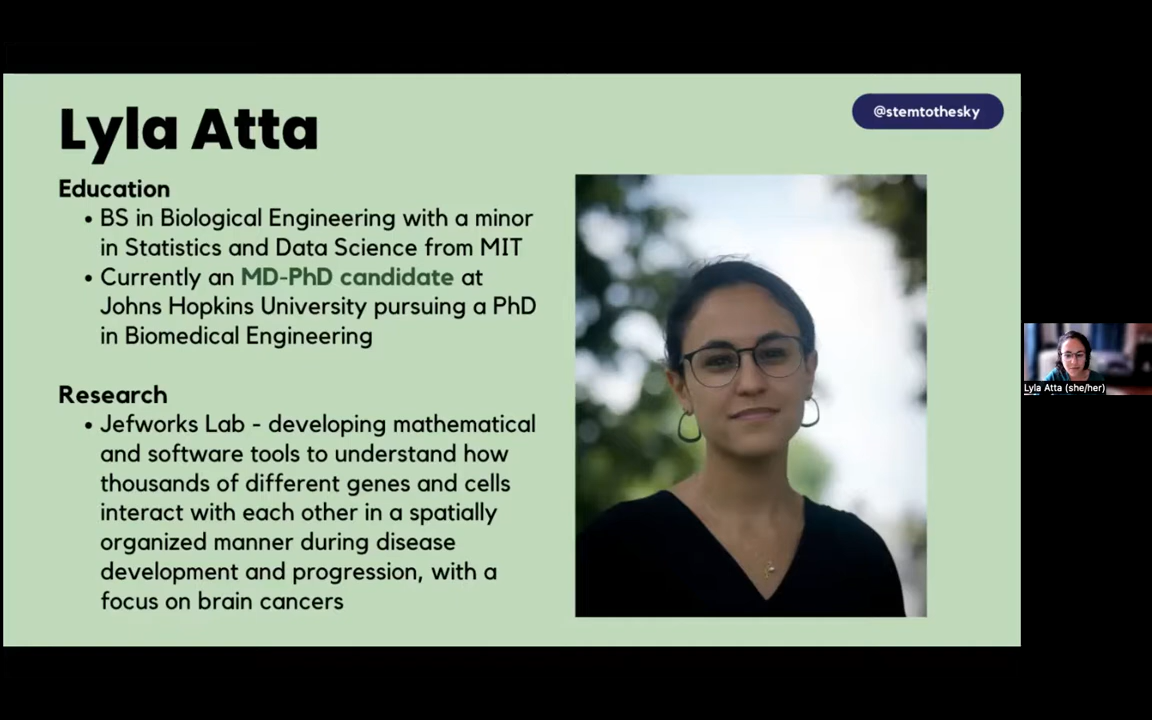 Lyla Atta
@stemtothesky
Education
• BS in Biological Engineering with a minor
in Statistics and Data Science from MIT
• Currently an MD-PhD candidate at
Johns Hopkins University pursuing a PhD
in Biomedical Engineering
Research
• Jefworks Lab - developing mathematical
and software tools to understand how
thousands of different genes and cells
interact with each other in a spatially
organized manner during disease
development and progression, with a
focus on brain cancers
Lyla Atta (she/her)